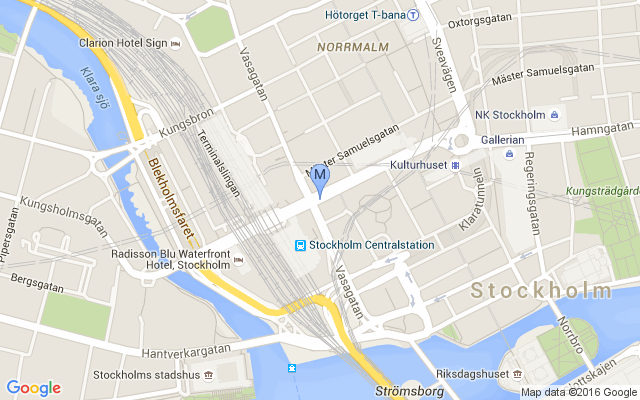 Hötorget T-bana
Oxtorgsgatan
Clarion Hotel Sign
NORRMALM
Sveavägen
Vasagatan
Mäster Samuelsgatan
Klara sjö
Kungsbron
NK Stockholm
Hamngatan
Mäster Samuelsgatan
Gallerian
Terminalslingan
Kulturhuset
M
Blekholmsfaret
Klaratunneln
Regeringsgatan
Kungsträdgården
Kungsholmsgatan
Pipersgatan
Stockholm Centralstation
Radisson Blu Waterfront
Hotel, Stockholm
Vasagatan
Bergsgatan
Stockholm
Norrbro
Hantverkargatan
Stockholms stadshus
Riksdagshuset
Strömsborg
Google
Map data ©2016 Google